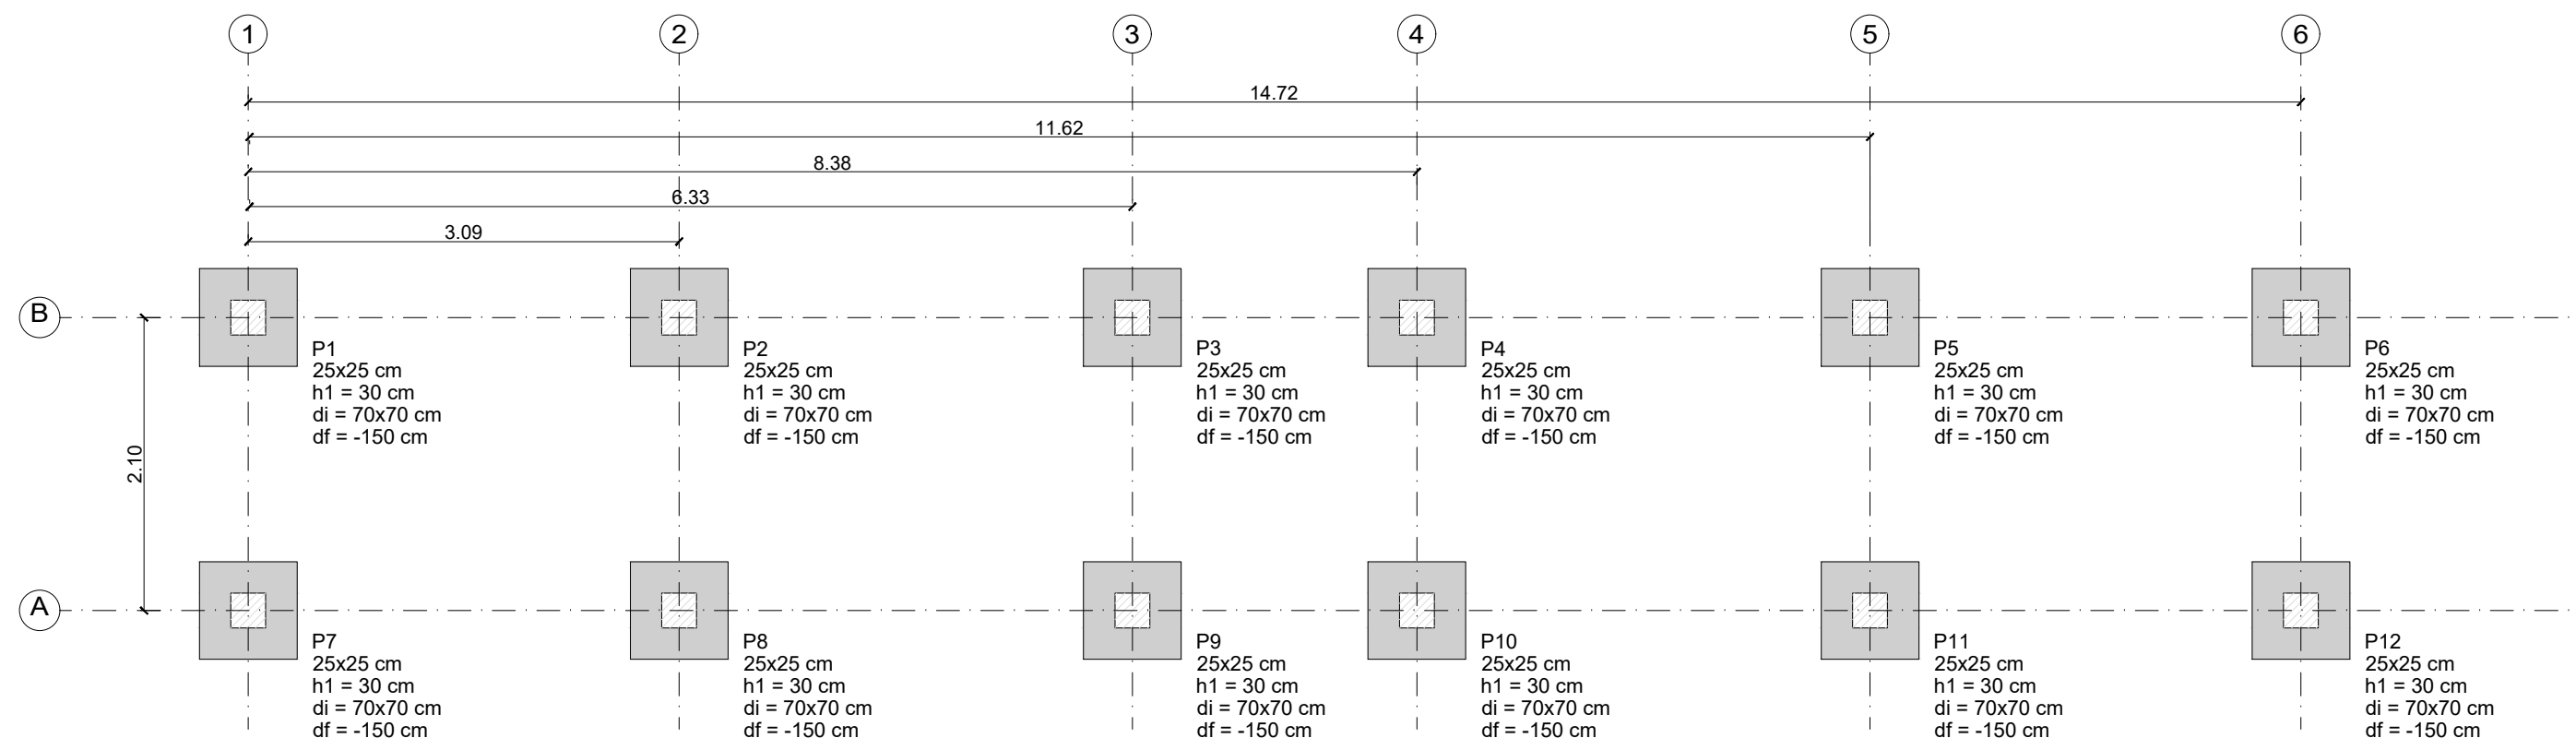 1
2
3
4
5
6
14.72
11.62
8.38
6.33
3.09
B
P1
25x25 cm
h1 = 30 cm
di = 70x70 cm
df = -150 cm
P2
25x25 cm
h1 = 30 cm
di = 70x70 cm
df = -150 cm
P3
25x25 cm
h1 = 30 cm
di = 70x70 cm
df = -150 cm
P4
25x25 cm
h1 = 30 cm
di = 70x70 cm
df = -150 cm
P5
25x25 cm
h1 = 30 cm
di = 70x70 cm
df = -150 cm
P6
25x25 cm
h1 = 30 cm
di = 70x70 cm
df = -150 cm
2.10
A
P7
25x25 cm
h1 = 30 cm
di = 70x70 cm
df = -150 cm
P8
25x25 cm
h1 = 30 cm
di = 70x70 cm
df = -150 cm
P9
25x25 cm
h1 = 30 cm
di = 70x70 cm
df = -150 cm
P10
25x25 cm
h1 = 30 cm
di = 70x70 cm
df = -150 cm
P11
25x25 cm
h1 = 30 cm
di = 70x70 cm
df = -150 cm
P12
25x25 cm
h1 = 30 cm
di = 70x70 cm
df = -150 cm